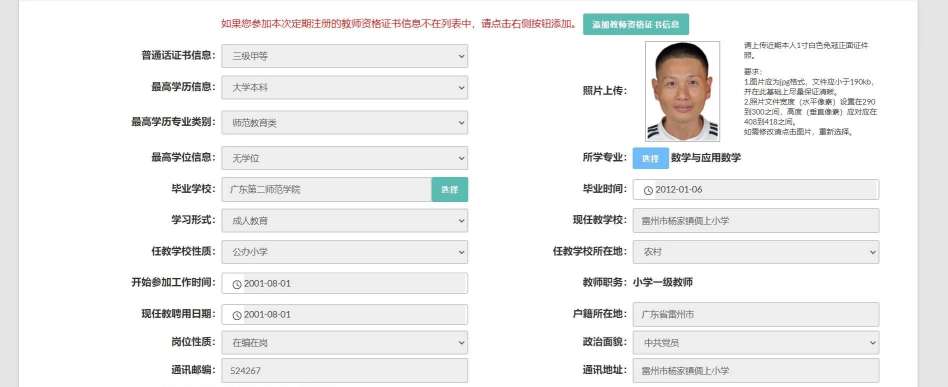 如果您参加本次定期注册的教师资格证书信息不在列表中，请点击右侧按钮添加。 添加教师资格证书信息
普通话证书信息： 三级甲等
最高学历信息： 大学本科
最高学历专业类别： 师范教育类
照片上传：
请上传近期本人1寸白色免冠正面证件
照。
要求：
1.图片应为jpg格式，文件应小于190kb，
并在此基础上尽量保证清晰。
2.照片文件宽度（水平像素）设置在290
到300之间，高度（垂直像素）应对应在
408到418之间。
如需修改请点击图片，重新选择。
最高学位信息： 无学位 所学专业： 选择 数学与应用数学
毕业学校： 广东第二师范学院 选择 毕业时间： 2012-01-06
学习形式： 成人教育 现任教学校： 雷州市杨家镇倜上小学
任教学校性质： 公办小学 任教学校所在地： 农村
开始参加工作时间： 2001-08-01 教师职务： 小学一级教师
现任教聘用日期： 2001-08-01 户籍所在地： 广东省雷州市
岗位性质： 在编在岗 政治面貌： 中共党员
通讯邮编： 524267 通讯地址： 雷州市杨家镇倜上小学